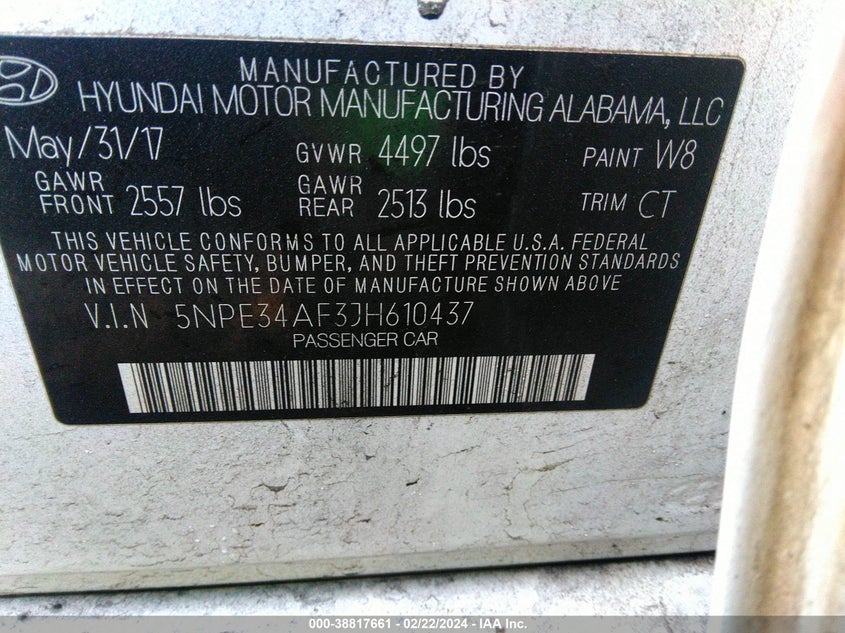 MANUFACTURED BY
HYUNDAI MOTOR MANUFACTURING ALABAMA, LLC
May/31/17 GVWR 4497 lbs PAINT W8
GAWR FRONT 2557 lbs GAWR REAR 2513 lbs TRIM CT
THIS VEHICLE CONFORMS TO ALL APPLICABLE U.S.A. FEDERAL
MOTOR VEHICLE SAFETY, BUMPER, AND THEFT PREVENTION STANDARDS
IN EFFECT ON THE DATE OF MANUFACTURE SHOWN ABOVE
V.I.N 5NPE34AF3JH610437
PASSENGER CAR
000-38817661 - 02/22/2024 - IAA Inc.